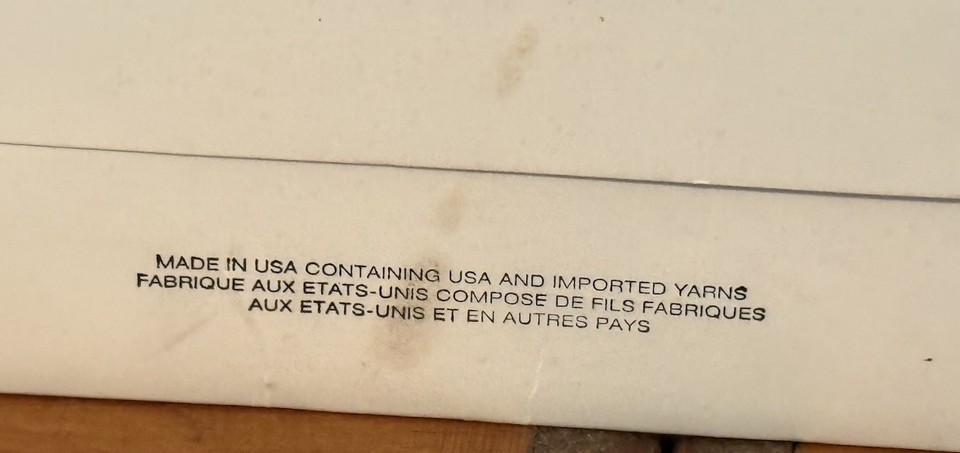 MADE IN USA CONTAINING USA AND IMPORTED YARNS
FABRIQUE AUX ETATS-UNIS COMPOSE DE FILS FABRIQUES
AUX ETATS-UNIS ET EN AUTRES PAYS